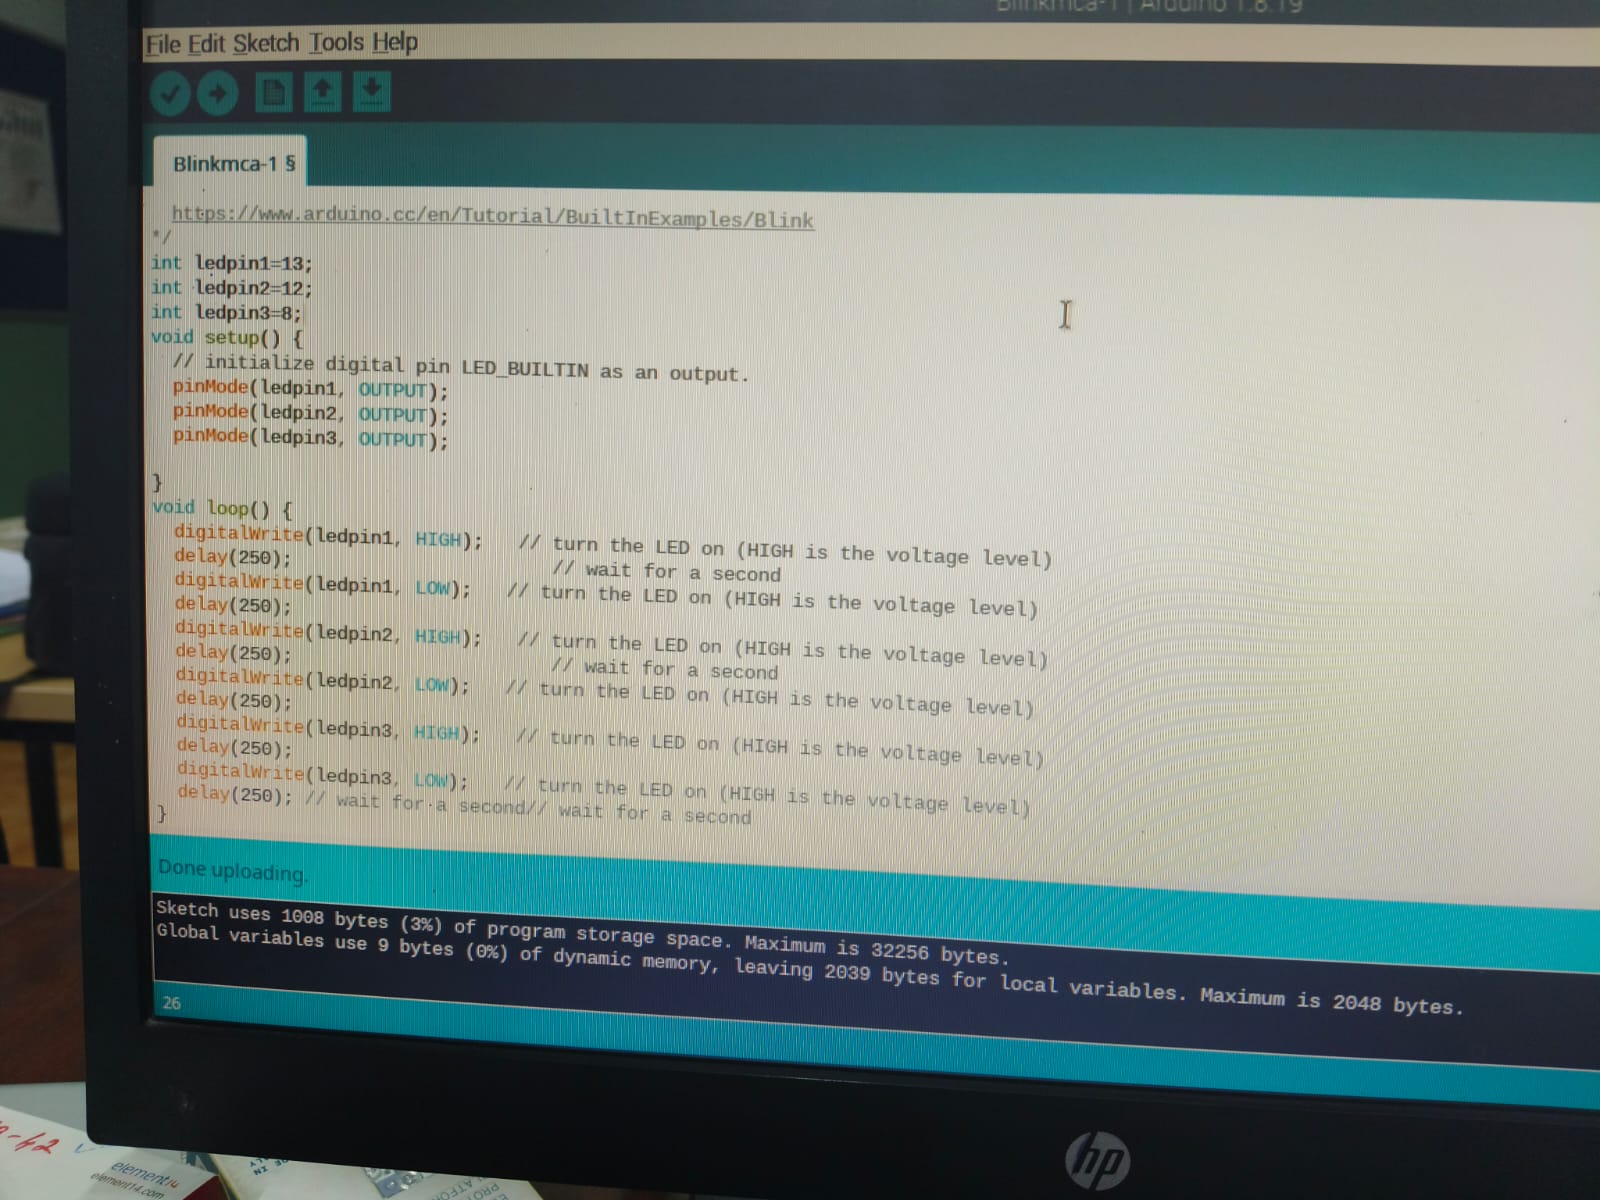 Blinkmca-1 | Arduino 1.8.19
File Edit Sketch Tools Help
Blinkmca-1 §
https://www.arduino.cc/en/Tutorial/BuiltInExamples/Blink
*/
int ledpin1=13;
int ledpin2=12;
int ledpin3=8;
void setup() {
// initialize digital pin LED_BUILTIN as an output.
pinMode(ledpin1, OUTPUT);
pinMode(ledpin2, OUTPUT);
pinMode(ledpin3, OUTPUT);
}
void loop() {
digitalWrite(ledpin1, HIGH); // turn the LED on (HIGH is the voltage level)
delay(250); // wait for a second
digitalWrite(ledpin1, LOW); // turn the LED on (HIGH is the voltage level)
delay(250);
digitalWrite(ledpin2, HIGH); // turn the LED on (HIGH is the voltage level)
delay(250); // wait for a second
digitalWrite(ledpin2, LOW); // turn the LED on (HIGH is the voltage level)
delay(250);
digitalWrite(ledpin3, HIGH); // turn the LED on (HIGH is the voltage level)
delay(250);
digitalWrite(ledpin3, LOW); // turn the LED on (HIGH is the voltage level)
delay(250); // wait for a second// wait for a second
}
Done uploading.
Sketch uses 1008 bytes (3%) of program storage space. Maximum is 32256 bytes.
Global variables use 9 bytes (0%) of dynamic memory, leaving 2039 bytes for local variables. Maximum is 2048 bytes.
26
hp
element14
element14.com